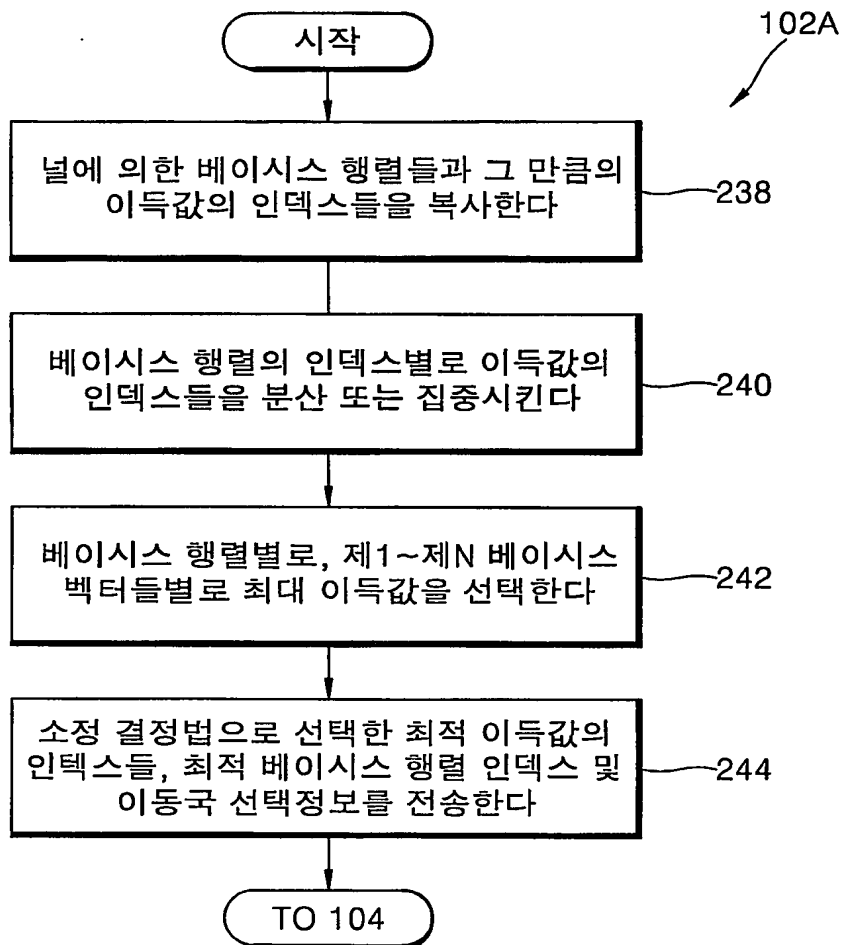 시작
102A
널에 의한 베이시스 행렬들과 그 만큼의
이득값의 인덱스들을 복사한다
238
베이시스 행렬의 인덱스별로 이득값의
인덱스들을 분산 또는 집중시킨다
240
베이시스 행렬별로, 제1~제N 베이시스
벡터들별로 최대 이득값을 선택한다
242
소정 결정법으로 선택한 최적 이득값의
인텍스들, 최적 베이시스 행렬 인덱스 및
이동국 선택정보를 전송한다
244
TO 104